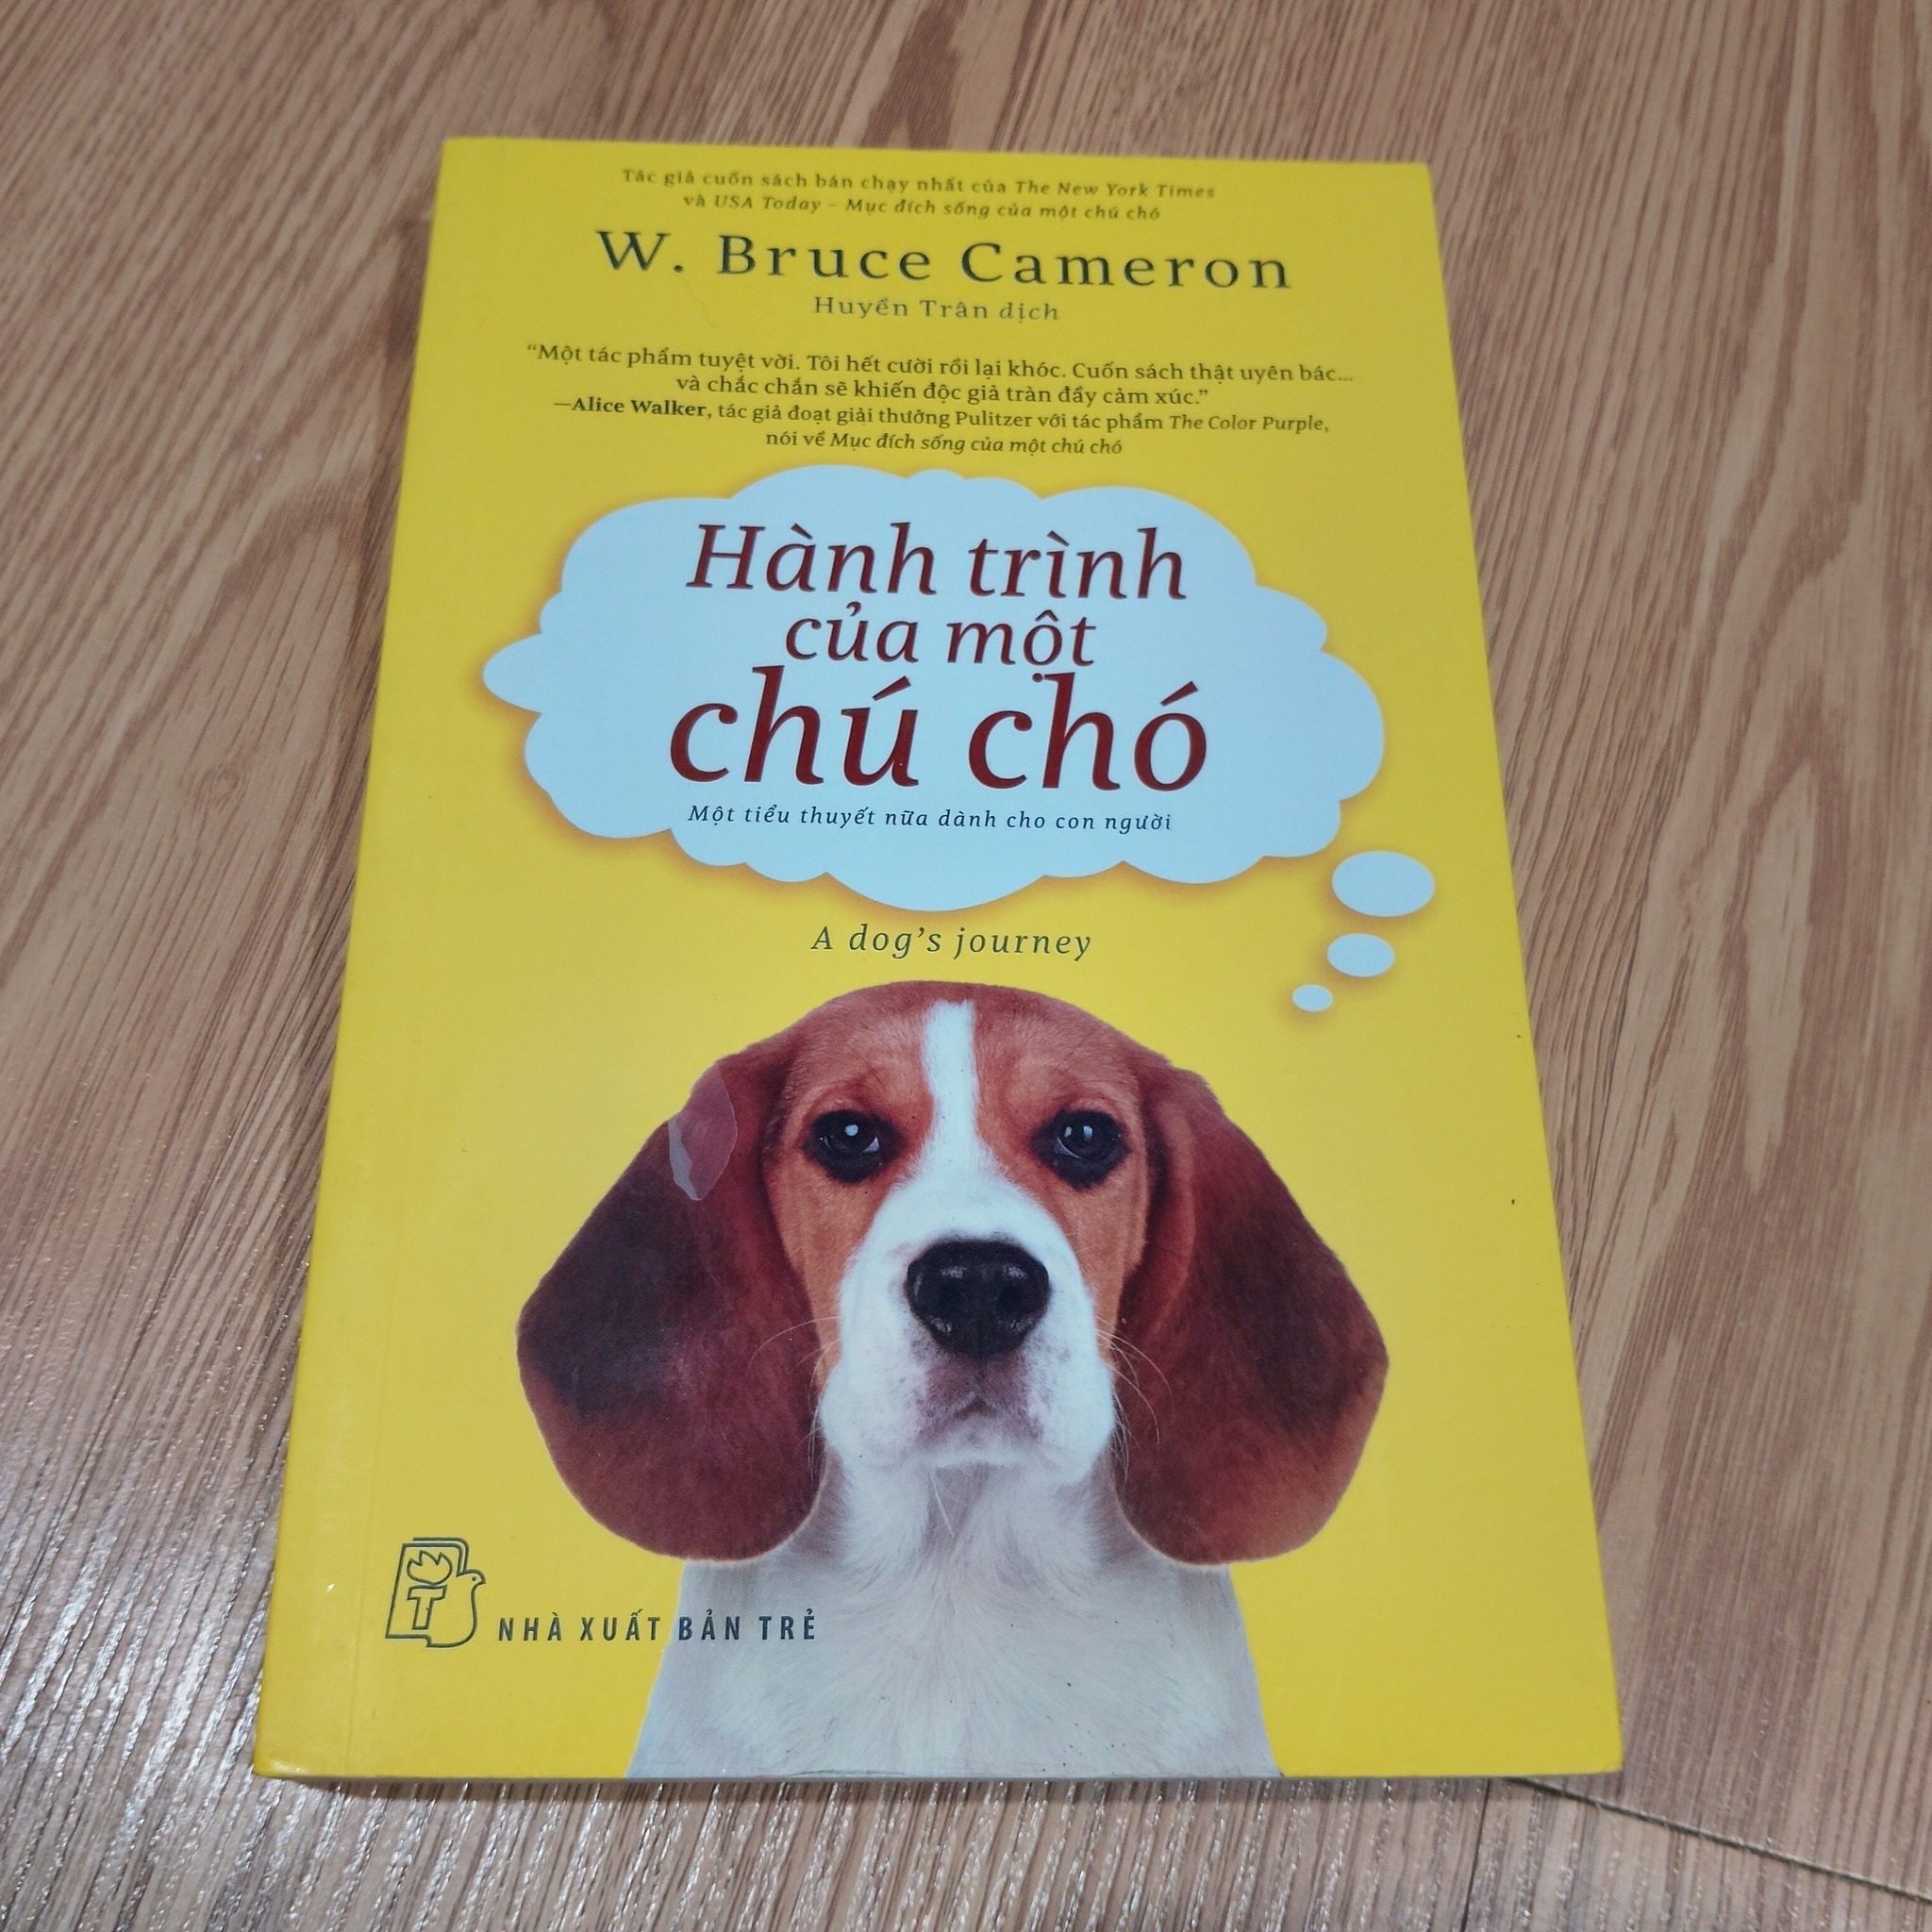 Tác giả cuốn sách bán chạy nhất của The New York Times
và USA Today – Mục đích sống của một chú chó
W. Bruce Cameron
Huyền Trân dịch
“Một tác phẩm tuyệt vời. Tôi hết cười rồi lại khóc. Cuốn sách thật uyên bác...
và chắc chắn sẽ khiến độc giả tràn đầy cảm xúc.”
—Alice Walker, tác giả đoạt giải thưởng Pulitzer với tác phẩm The Color Purple,
nói về Mục đích sống của một chú chó
Hành trình
của một
chú chó
Một tiểu thuyết nữa dành cho con người
A dog’s journey
T
NHÀ XUẤT BẢN TRẺ